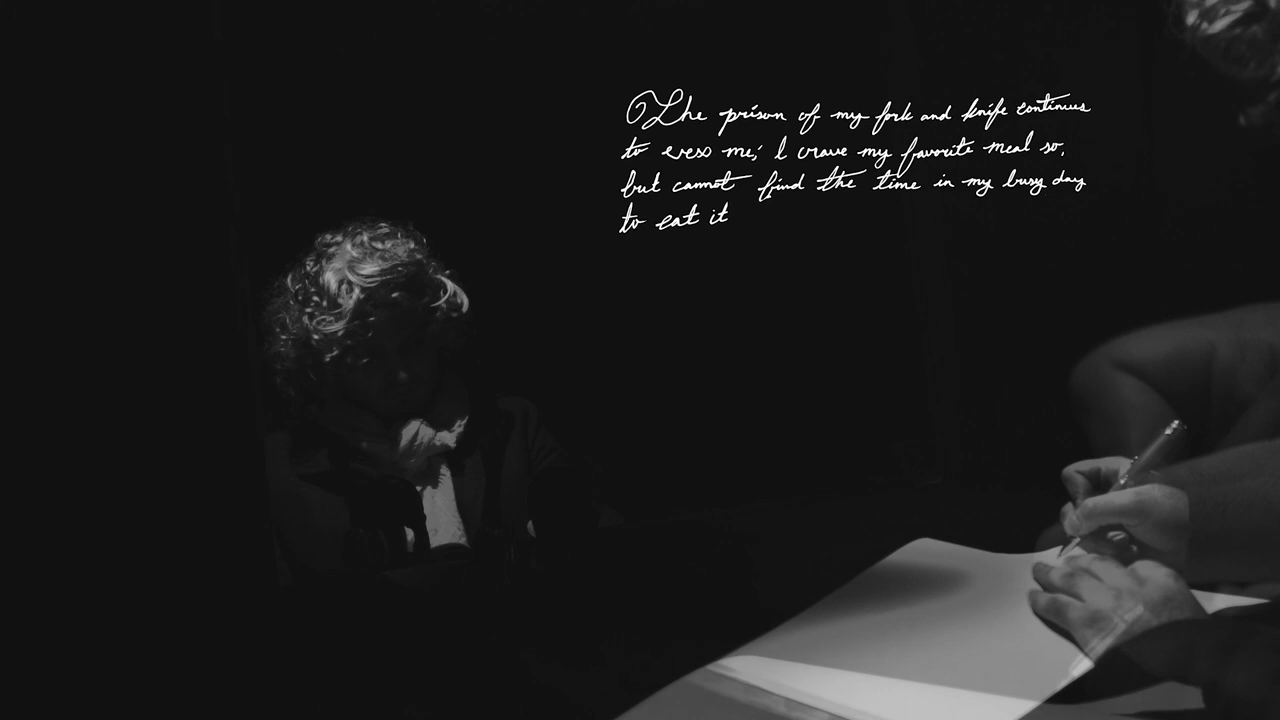 The prison of my fork and knife continues
to me; I crave my favorite meal so,
but cannot find the time in my busy day
to eat it